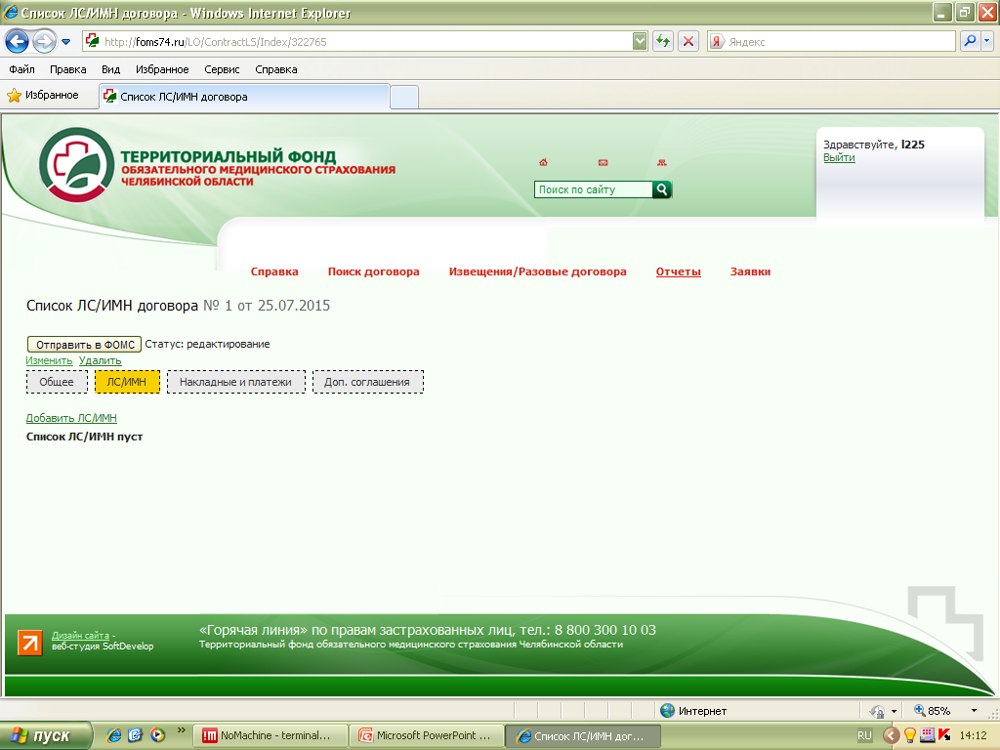 Список ЛС/ИМН договора - Windows Internet Explorer
http://foms74.ru/LO/ContractLS/Index/322765
Яндекс
Файл Правка Вид Избранное Сервис Справка
Избранное
Список ЛС/ИМН договора
ТЕРРИТОРИАЛЬНЫЙ ФОНД
ОБЯЗАТЕЛЬНОГО МЕДИЦИНСКОГО СТРАХОВАНИЯ
ЧЕЛЯБИНСКОЙ ОБЛАСТИ
Поиск по сайту
Здравствуйте, l225
Выйти
Справка Поиск договора Извещения/Разовые договора Отчеты Заявки
Список ЛС/ИМН договора № 1 от 25.07.2015
Отправить в ФОМС Статус: редактирование
Изменить Удалить
Общее ЛС/ИМН Накладные и платежи Доп. соглашения
Добавить ЛС/ИМН
Список ЛС/ИМН пуст
Дизайн сайта -
веб-студия SoftDevelop
«Горячая линия» по правам застрахованных лиц, тел.: 8 800 300 10 03
Территориальный фонд обязательного медицинского страхования Челябинской области
Интернет
85%
пуск
NoMachine - terminal...
Microsoft PowerPoint ...
Список ЛС/ИМН дог...
RU
14:12